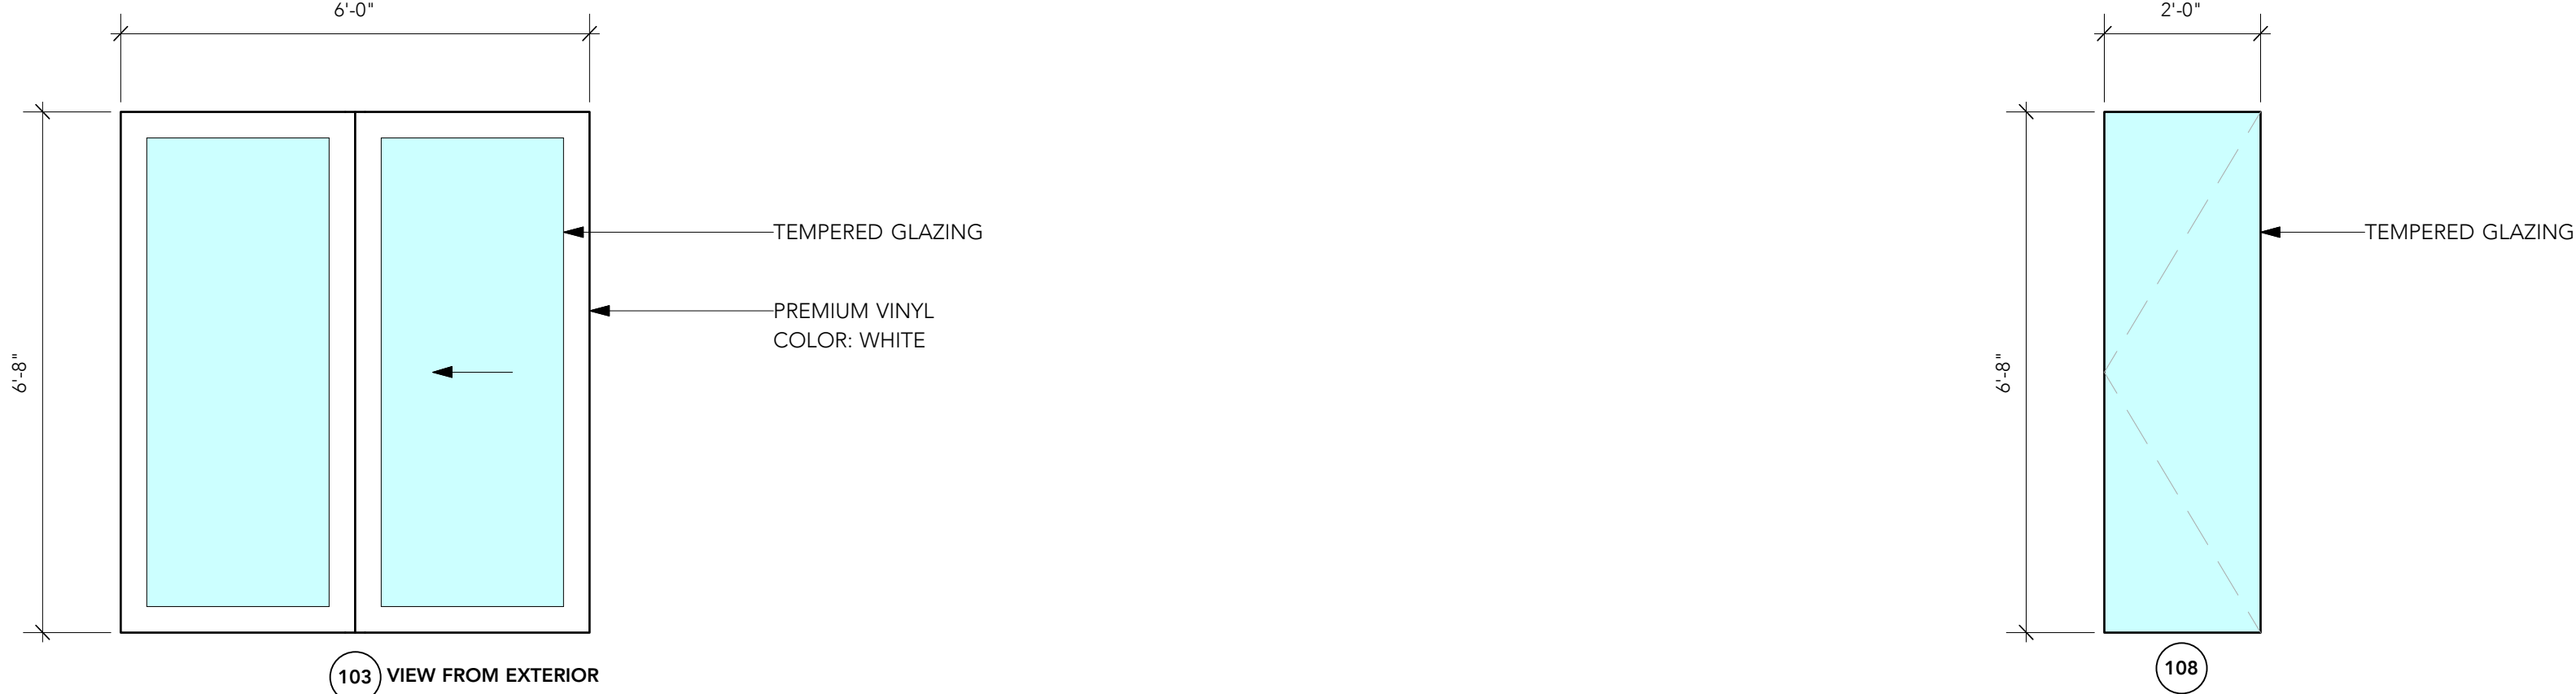 6'-0"
2'-0"
TEMPERED GLAZING
TEMPERED GLAZING
PREMIUM VINYL
COLOR: WHITE
6'-8"
6'-8"
103 VIEW FROM EXTERIOR
108